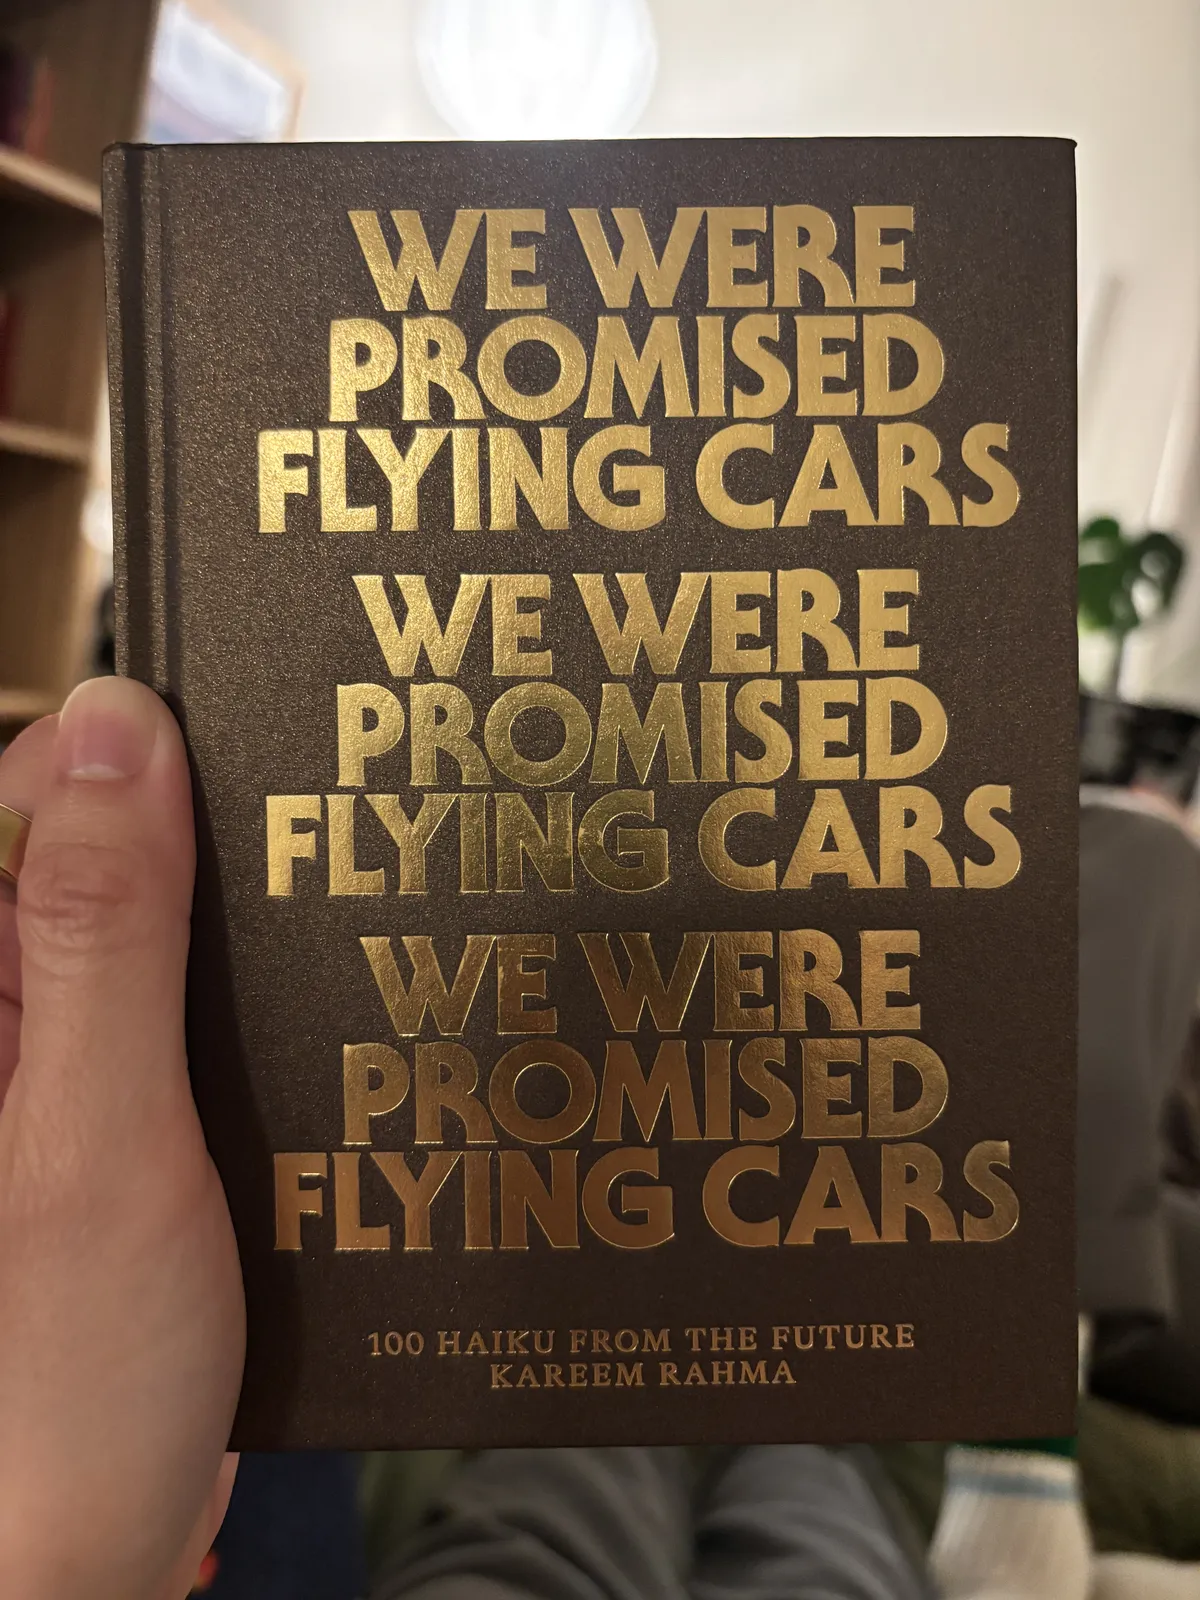 WE WERE
PROMISED
FLYING CARS
WE WERE
PROMISED
FLYING CARS
WE WERE
PROMISED
FLYING CARS
100 HAIKU FROM THE FUTURE
KAREEM RAHMA